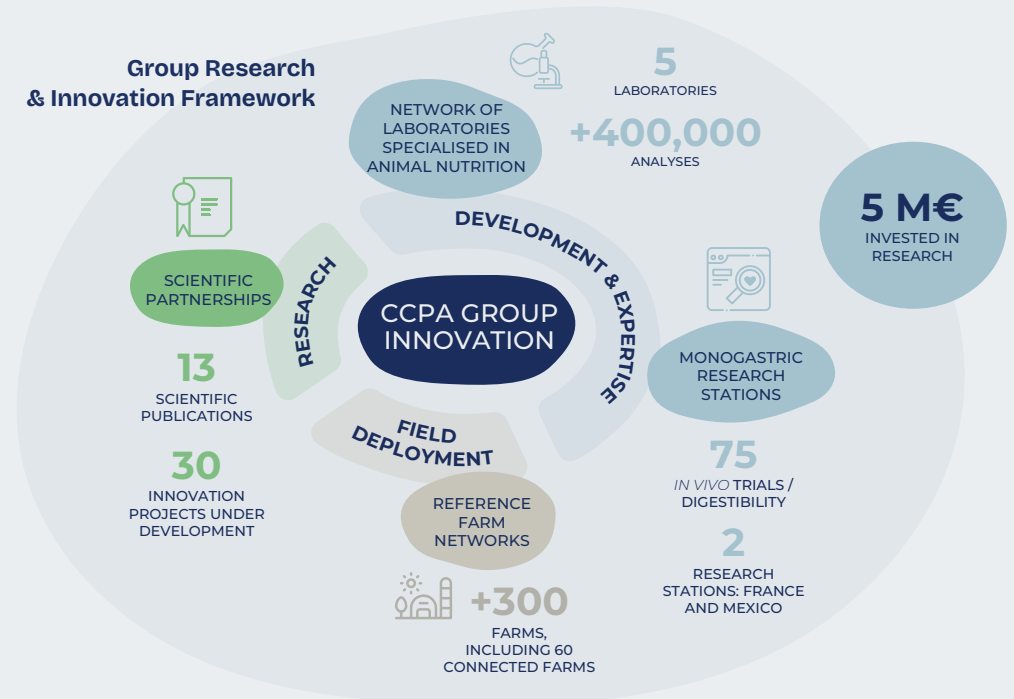 Group Research
& Innovation Framework
NETWORK OF
LABORATORIES
SPECIALISED IN
ANIMAL NUTRITION
5
LABORATORIES
+400,000
ANALYSES
5 M€
INVESTED IN
RESEARCH
SCIENTIFIC
PARTNERSHIPS
13
SCIENTIFIC
PUBLICATIONS
30
INNOVATION
PROJECTS UNDER
DEVELOPMENT
RESEARCH
DEVELOPMENT & EXPERTISE
CCPA GROUP
INNOVATION
FIELD
DEPLOYMENT
MONOGASTRIC
RESEARCH
STATIONS
75
IN VIVO TRIALS /
DIGESTIBILITY
2
RESEARCH
STATIONS: FRANCE
AND MEXICO
REFERENCE
FARM
NETWORKS
+300
FARMS,
INCLUDING 60
CONNECTED FARMS